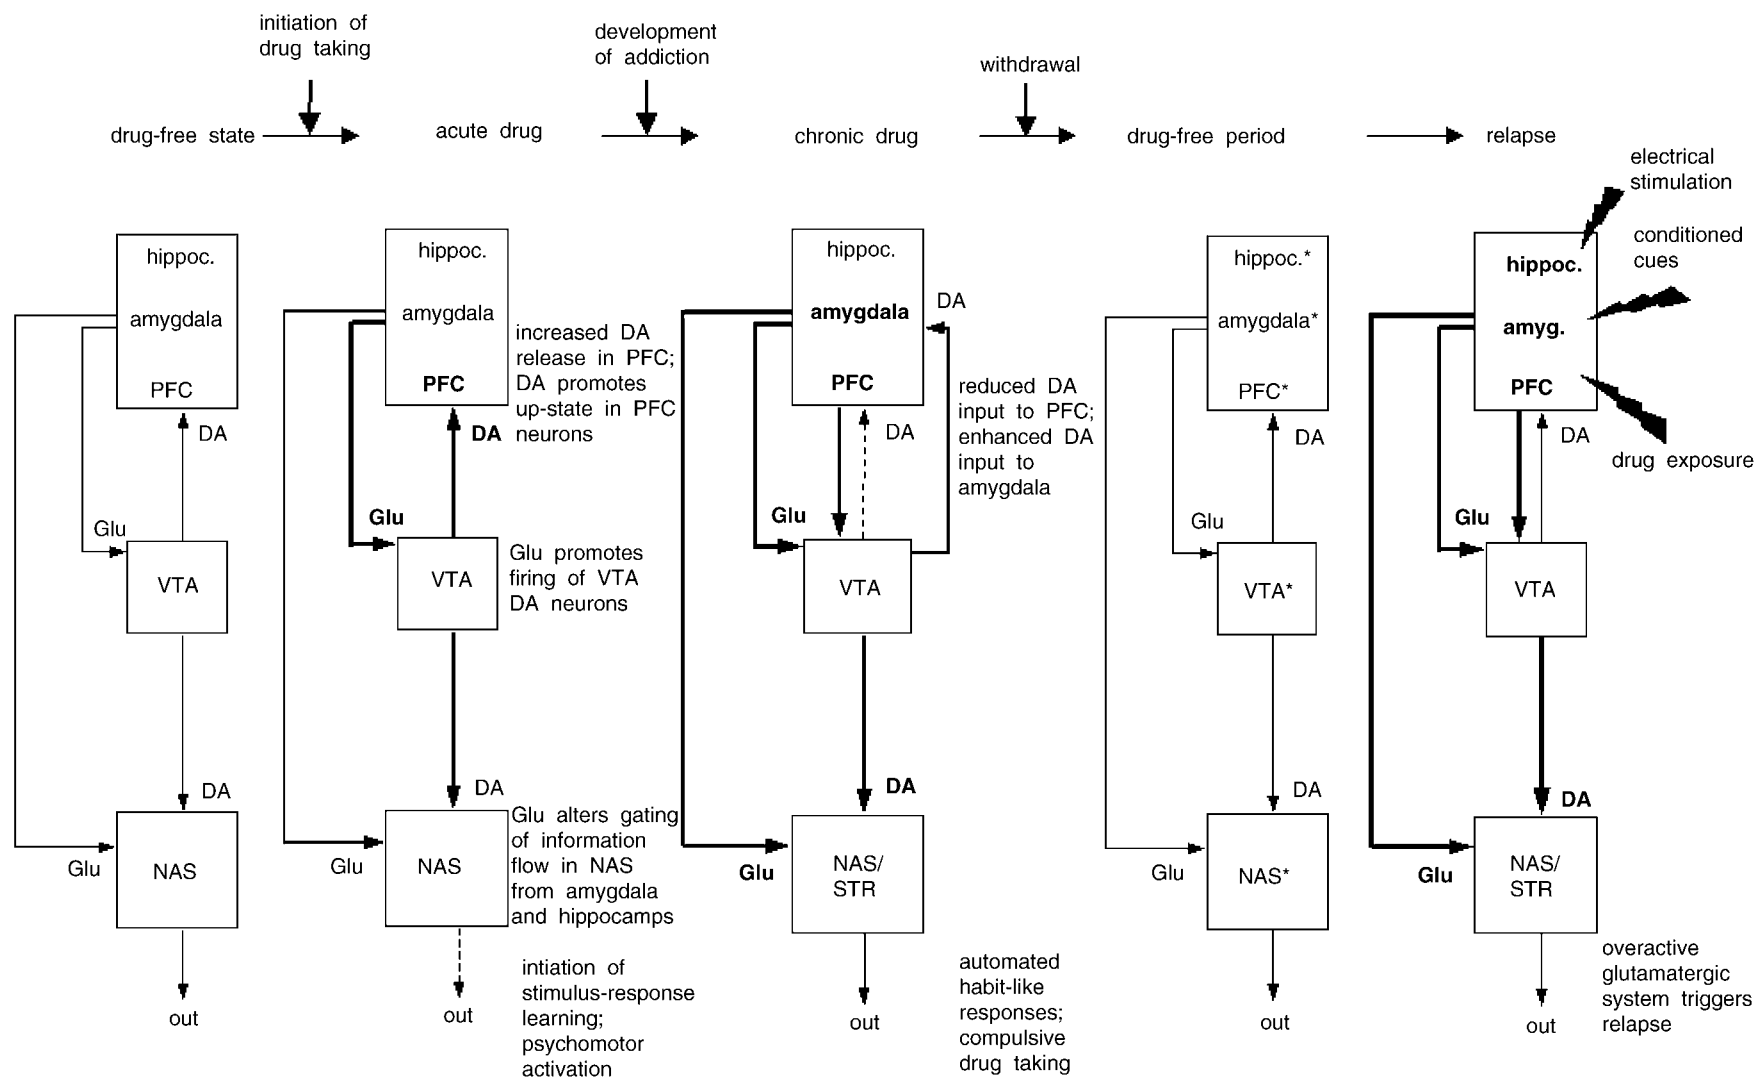 initiation of
drug taking
development
of addiction
withdrawal
drug-free state
acute drug
chronic drug
drug-free period
relapse
hippoc.
amygdala
PFC
DA
Glu
VTA
DA
Glu
NAS
out
hippoc.
amygdala
PFC
DA
increased DA
release in PFC;
DA promotes
up-state in PFC
neurons
Glu
VTA
Glu promotes
firing of VTA
DA neurons
DA
Glu
NAS
Glu alters gating
of information
flow in NAS
from amygdala
and hippocamps
out
intiation of
stimulus-response
learning;
psychomotor
activation
hippoc.
amygdala
PFC
DA
DA
reduced DA
input to PFC;
enhanced DA
input to
amygdala
Glu
VTA
DA
Glu
NAS/
STR
out
automated
habit-like
responses;
compulsive
drug taking
hippoc.*
amygdala*
PFC*
DA
Glu
VTA*
DA
Glu
NAS*
out
electrical
stimulation
conditioned
cues
drug exposure
hippoc.
amyg.
PFC
DA
Glu
VTA
DA
Glu
NAS/
STR
out
overactive
glutamatergic
system triggers
relapse